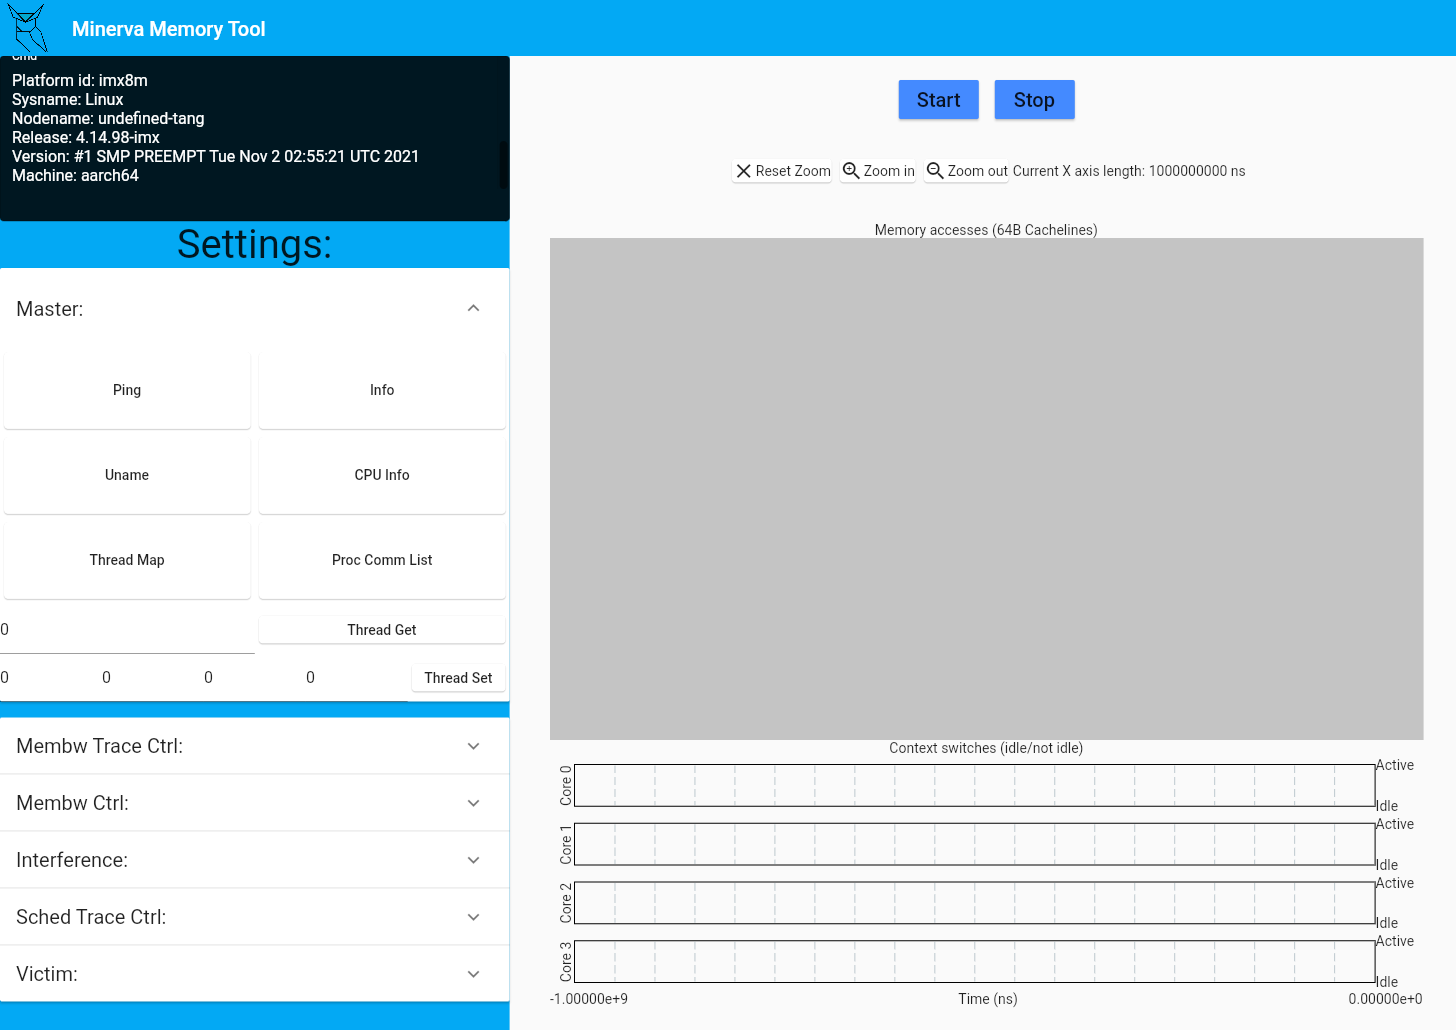 Minerva Memory Tool
Cmd
Platform id: imx8m
Sysname: Linux
Nodename: undefined-tang
Release: 4.14.98-imx
Version: #1 SMP PREEMPT Tue Nov 2 02:55:21 UTC 2021
Machine: aarch64
Settings:
Master:
Ping
Info
Uname
CPU Info
Thread Map
Proc Comm List
0
Thread Get
0 0 0 0
Thread Set
Membw Trace Ctrl:
Membw Ctrl:
Interference:
Sched Trace Ctrl:
Victim:
Start
Stop
Reset Zoom
Zoom in
Zoom out
Current X axis length: 1000000000 ns
Memory accesses (64B Cachelines)
Context switches (idle/not idle)
Core 0
Active
Idle
Core 1
Active
Idle
Core 2
Active
Idle
Core 3
Active
Idle
-1.00000e+9
Time (ns)
0.00000e+0